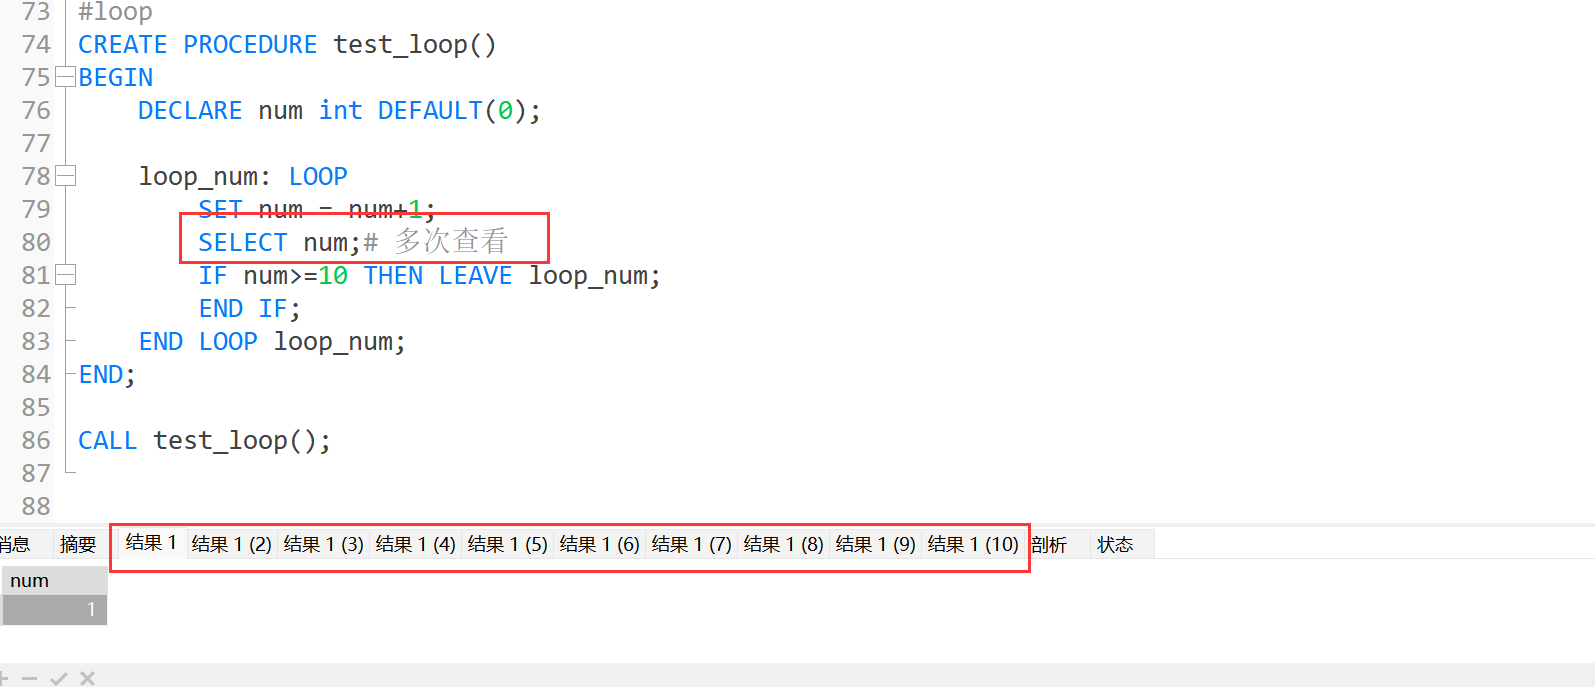 73 #loop
74 CREATE PROCEDURE test_loop()
75 BEGIN
76 DECLARE num int DEFAULT(0);
77
78 loop_num: LOOP
79 SET num = num+1;
80 SELECT num;# 多次查看
81 IF num>=10 THEN LEAVE loop_num;
82 END IF;
83 END LOOP loop_num;
84 END;
85
86 CALL test_loop();
87
88
消息 摘要 结果 1 结果 1 (2) 结果 1 (3) 结果 1 (4) 结果 1 (5) 结果 1 (6) 结果 1 (7) 结果 1 (8) 结果 1 (9) 结果 1 (10) 剖析 状态
num
1